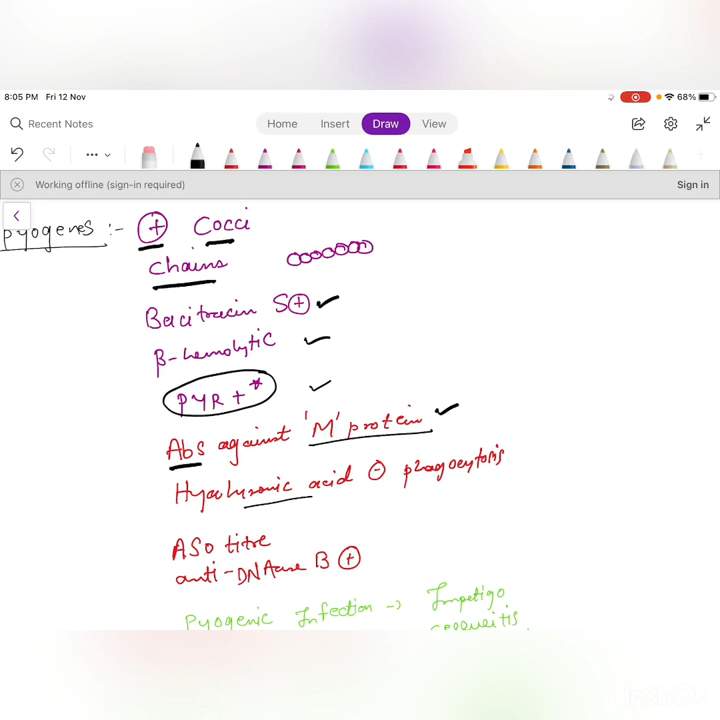 8:05 PM Fri 12 Nov 68%
Recent Notes Home Insert Draw View
Working offline (sign-in required) Sign in
pyogenes :- + Cocci
Chains
Bacitracin S+
β-hemolytic
PYR + *
Abs against 'M' protein
Hyaluronic acid ⊖ phagocytosis
ASO titre
anti-DNAase B +
Pyogenic Infection -> Impetigo
InShot